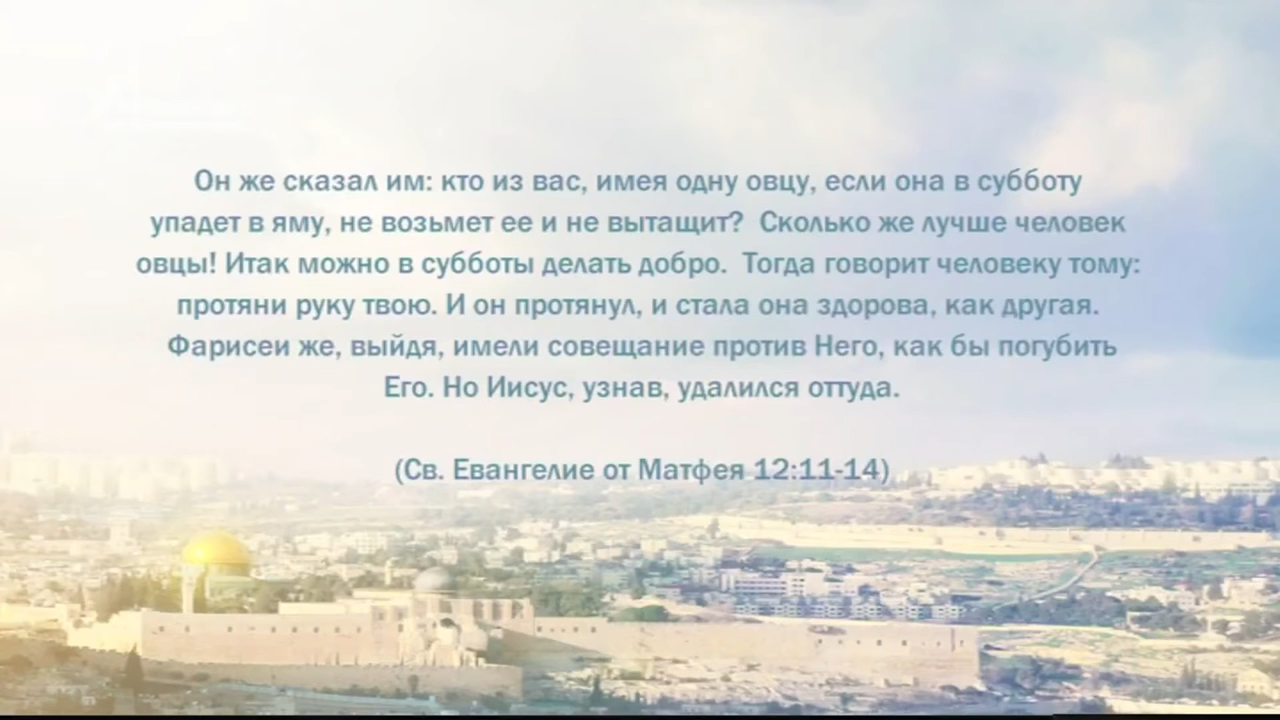 Он же сказал им: кто из вас, имея одну овцу, если она в субботу
упадет в яму, не возьмет ее и не вытащит?  Сколько же лучше человек
овцы! Итак можно в субботы делать добро.  Тогда говорит человеку тому:
протяни руку твою. И он протянул, и стала она здорова, как другая.
Фарисеи же, выйдя, имели совещание против Него, как бы погубить
Его. Но Иисус, узнав, удалился оттуда.
(Св. Евангелие от Матфея 12:11-14)